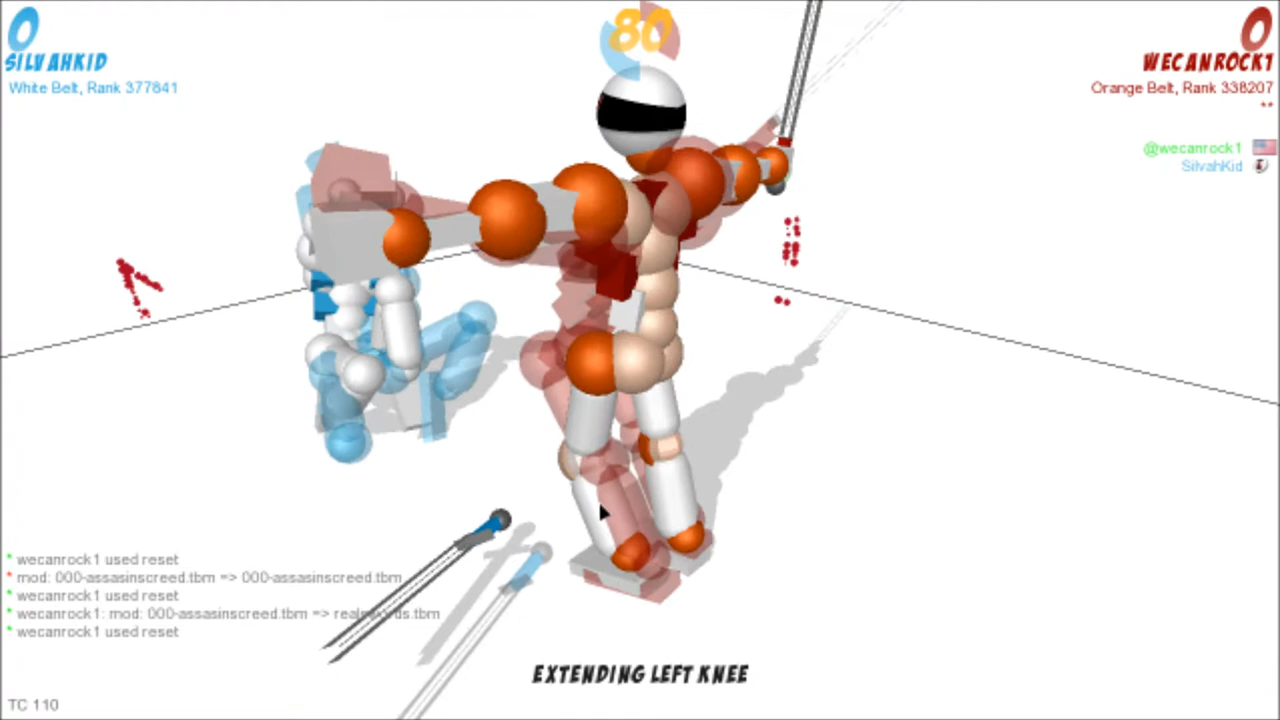 0
80
0
SILVAHKID
WECANROCK1
White Belt, Rank 377841
Orange Belt, Rank 338207
**
@wecanrock1
SilvahKid
* wecanrock1 used reset
* mod: 000-assasinscreed.tbm => 000-assasinscreed.tbm
* wecanrock1 used reset
* wecanrock1: mod: 000-assasinscreed.tbm =>
* wecanrock1 used reset
EXTENDING LEFT KNEE
TC 110